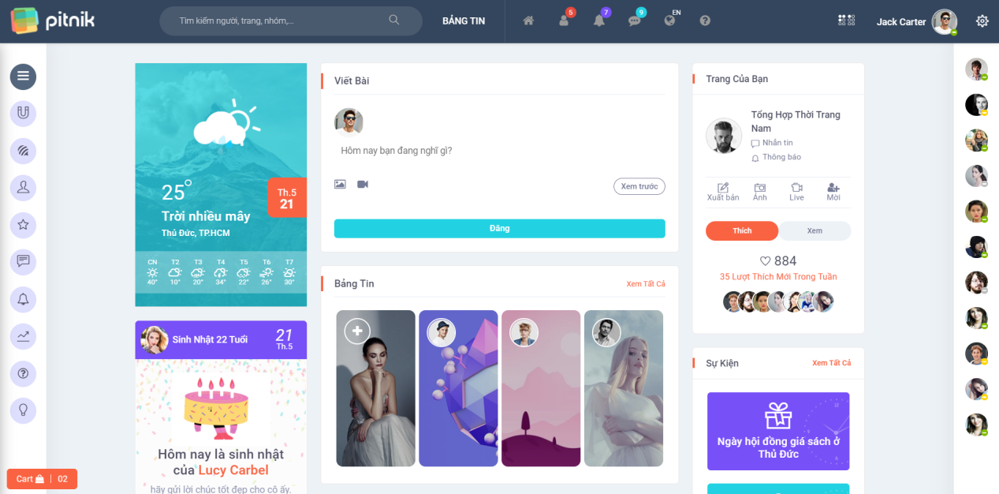 pitnik
Tìm kiếm người, trang, nhóm,...
BẢNG TIN
5
7
9
EN
Jack Carter
25°
Th.5
21
Trời nhiều mây
Thủ Đức, TP.HCM
CN T2 T3 T4 T5 T6 T7
40° 10° 20° 34° 22° 26° 30°
Sinh Nhật 22 Tuổi
21
Th.5
Hôm nay là sinh nhật
của Lucy Carbel
hãy gửi lời chúc tốt đẹp cho cô ấy.
Cart | 02
Viết Bài
Hôm nay bạn đang nghĩ gì?
Xem trước
Đăng
Bảng Tin
Xem Tất Cả
Trang Của Bạn
Tổng Hợp Thời Trang
Nam
Nhắn tin
Thông báo
Xuất bản Ảnh Live Mời
Thích Xem
884
35 Lượt Thích Mới Trong Tuần
Sự Kiện
Xem Tất Cả
Ngày hội đồng giá sách ở
Thủ Đức